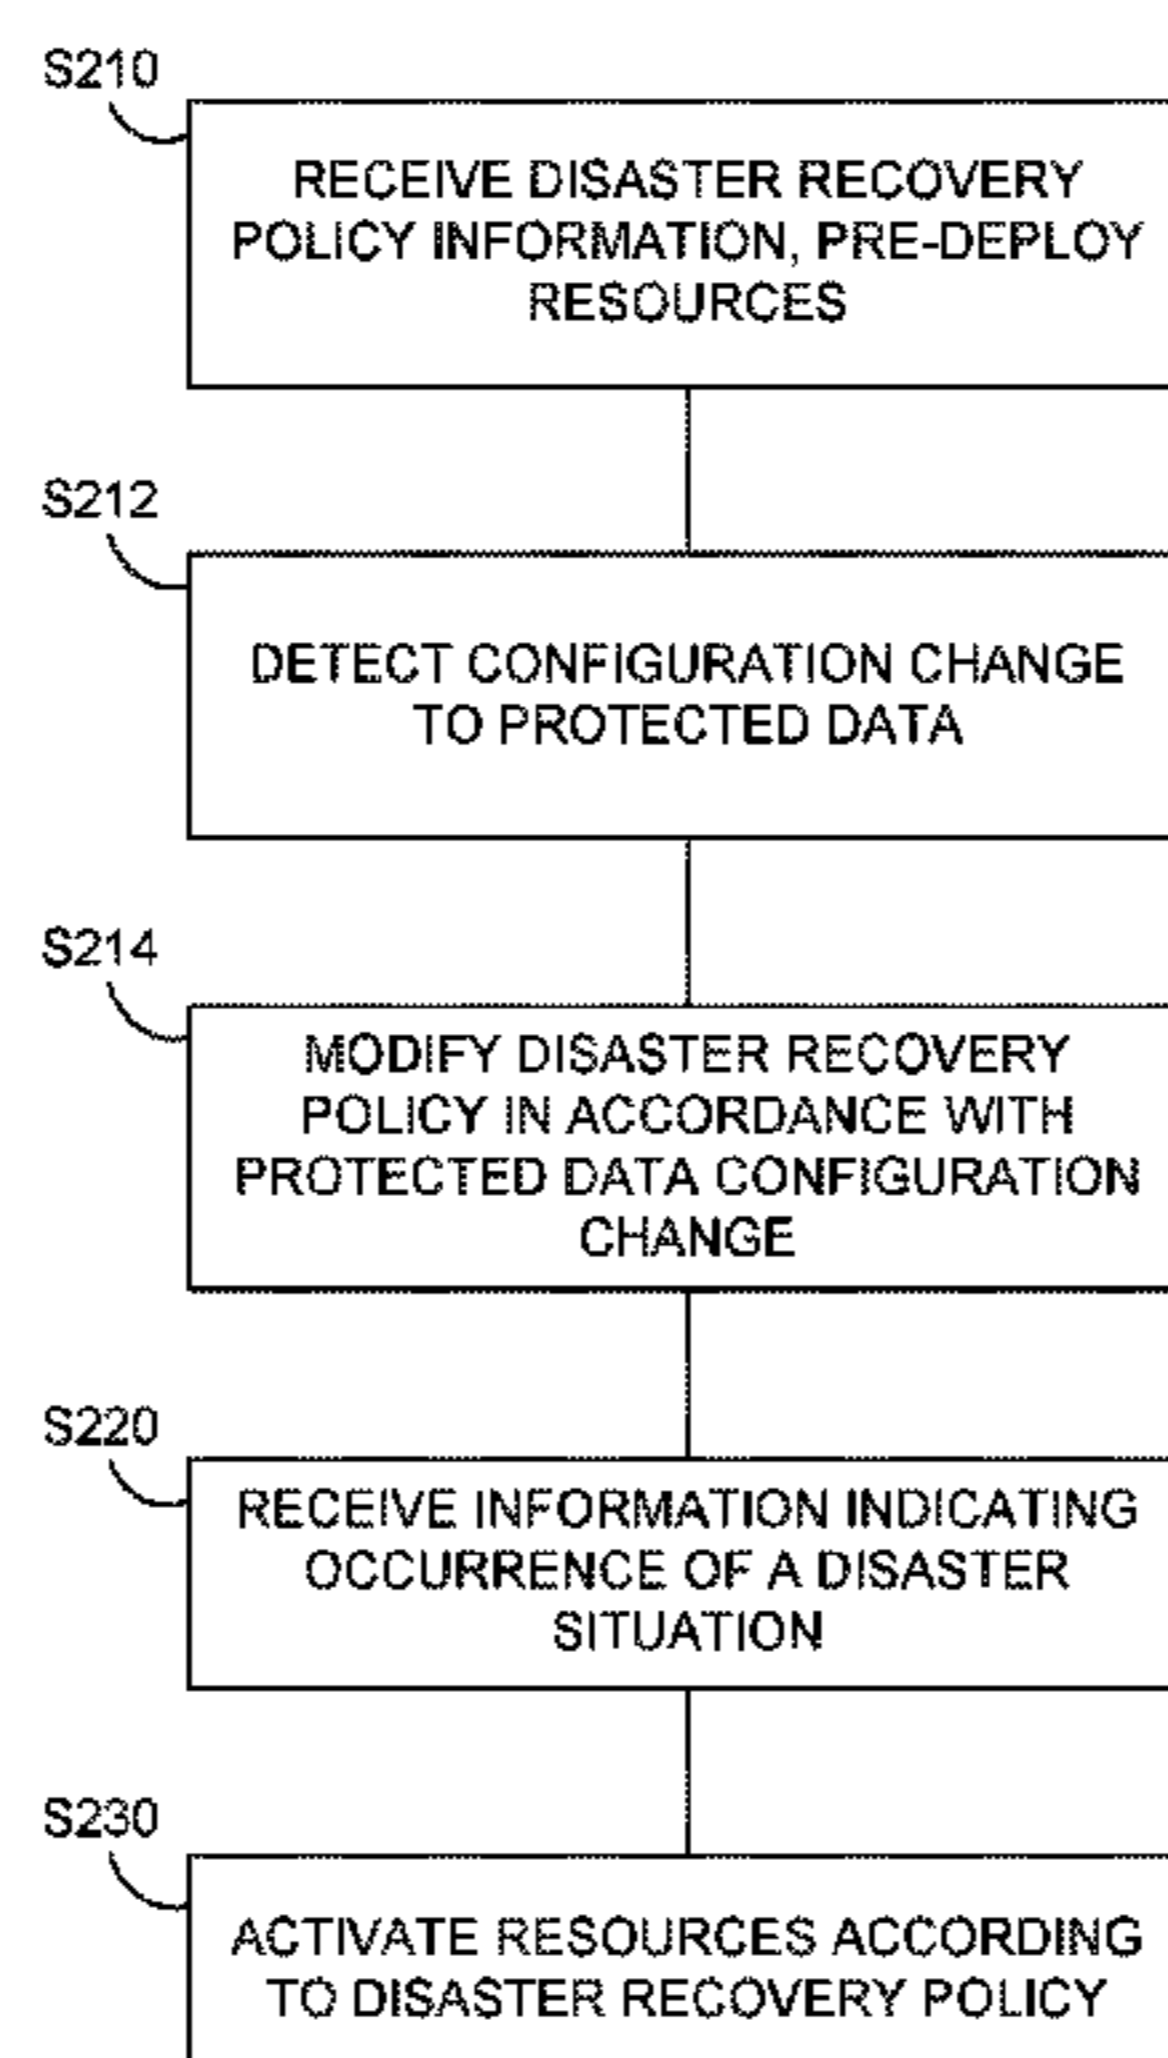 S210
RECEIVE DISASTER RECOVERY
POLICY INFORMATION, PRE-DEPLOY
RESOURCES
S212
DETECT CONFIGURATION CHANGE
TO PROTECTED DATA
S214
MODIFY DISASTER RECOVERY
POLICY IN ACCORDANCE WITH
PROTECTED DATA CONFIGURATION
CHANGE
S220
RECEIVE INFORMATION INDICATING
OCCURRENCE OF A DISASTER
SITUATION
S230
ACTIVATE RESOURCES ACCORDING
TO DISASTER RECOVERY POLICY